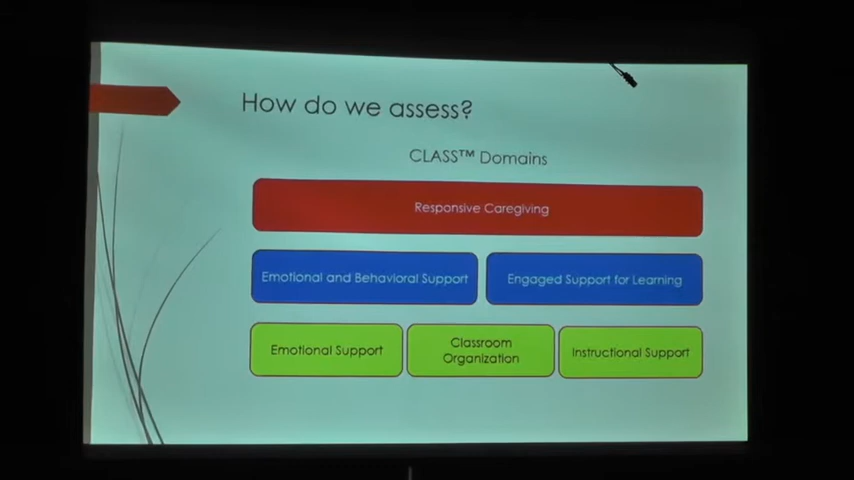 How do we assess?
CLASS™ Domains
Responsive Caregiving
Emotional and Behavioral Support
Engaged Support for Learning
Emotional Support
Classroom
Organization
Instructional Support